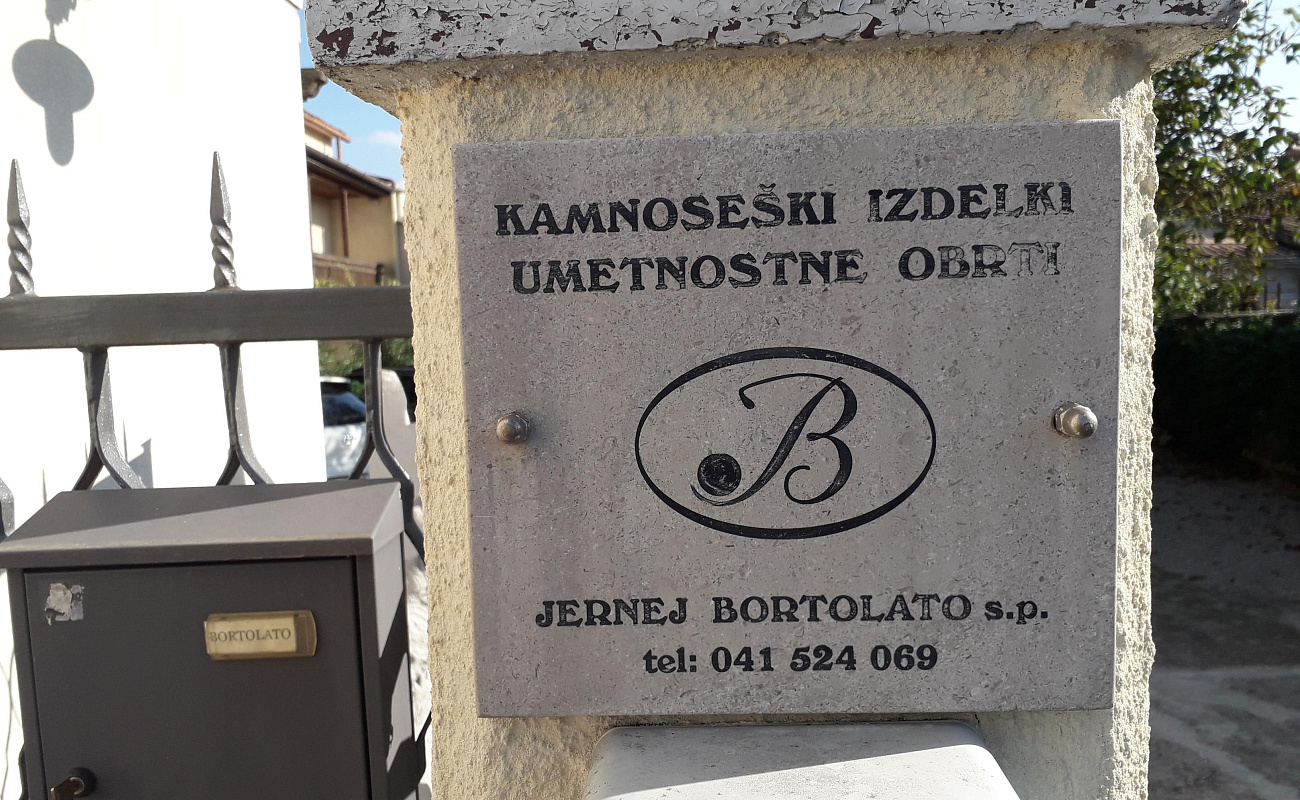 KAMNOSEŠKI IZDELKI
UMETNOSTNE OBRTI
B
JERNEJ BORTOLATO s.p.
tel: 041 524 069
BORTOLATO